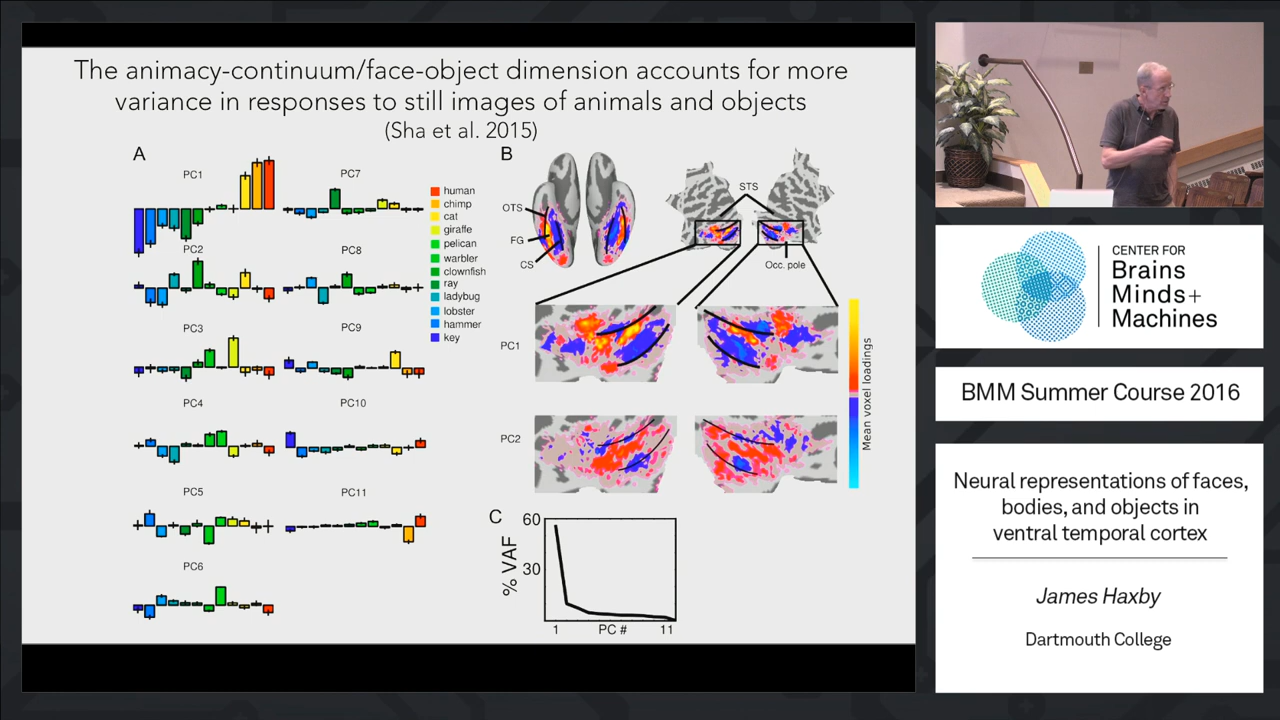 The animacy-continuum/face-object dimension accounts for more
variance in responses to still images of animals and objects
(Sha et al. 2015)
A
PC1
PC7
PC2
PC8
PC3
PC9
PC4
PC10
PC5
PC11
PC6
human
chimp
cat
giraffe
pelican
warbler
clownfish
ray
ladybug
lobster
hammer
key
B
OTS
FG
CS
STS
Occ. pole
PC1
PC2
Mean voxel loadings
C
% VAF
60
30
1
PC #
11
CENTER FOR
Brains
Minds+
Machines
BMM Summer Course 2016
Neural representations of faces,
bodies, and objects in
ventral temporal cortex
James Haxby
Dartmouth College